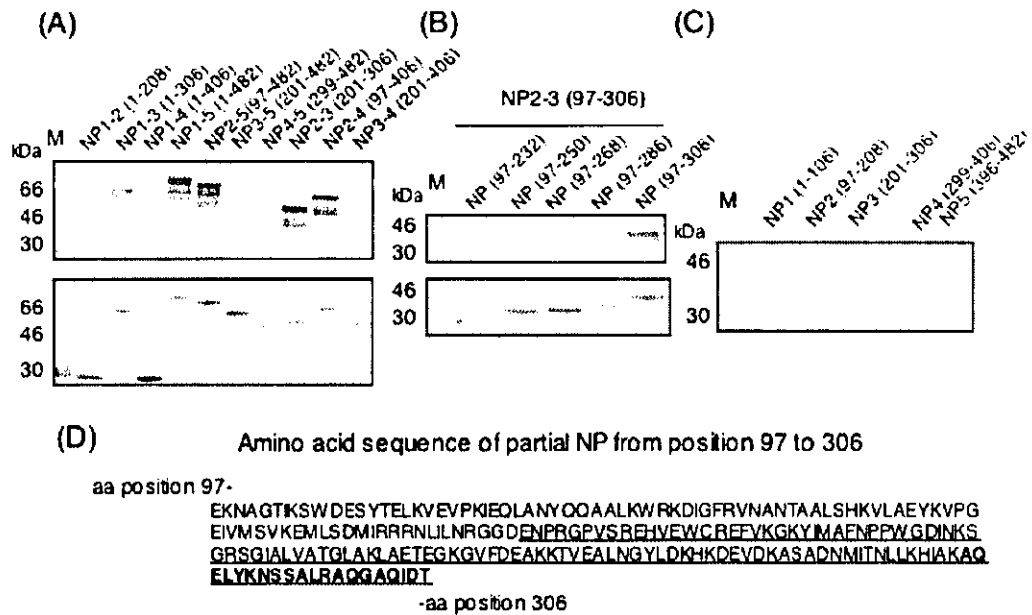 (A)
M
NP1-2 (1-208)
NP1-3 (1-306)
NP1-4 (1-406)
NP1-5 (1-482)
NP2-5(97-482)
NP3-5 (201-482)
NP4-5 (299-482)
NP2-3 (201-306)
NP2-4 (97-406)
NP3-4 (201-406)
kDa
66
46
30
66
46
30
(B)
NP2-3 (97-306)
M
NP (97-232)
NP (97-250)
NP (97-268)
NP (97-286)
NP (97-306)
46
30
46
30
(C)
M
NP1 (1-106)
NP2 (97-208)
NP3 (201-306)
NP4 (299-406)
NP5 (396-482)
kDa
46
30
(D)
Amino acid sequence of partial NP from position 97 to 306
aa position 97-
EKNAGTIKSWDESYTELKVEVPKIEQLANYQQAALKWRKDIGFRVNANTAALSHKVLAEYKVPG
EIVMSVKEMLSDMIRRRNLILNRGGDENPRGPVSREHVEWCREFVKGKYIMAFNPPWGDINKS
GRSGIALVATGLAKLAETEGKGVFDEAKKTVEALNGYLDKHKDEVDKASADNMITNLLKHIAKAQ
ELYKNSSALRAQGAQIDT
-aa position 306